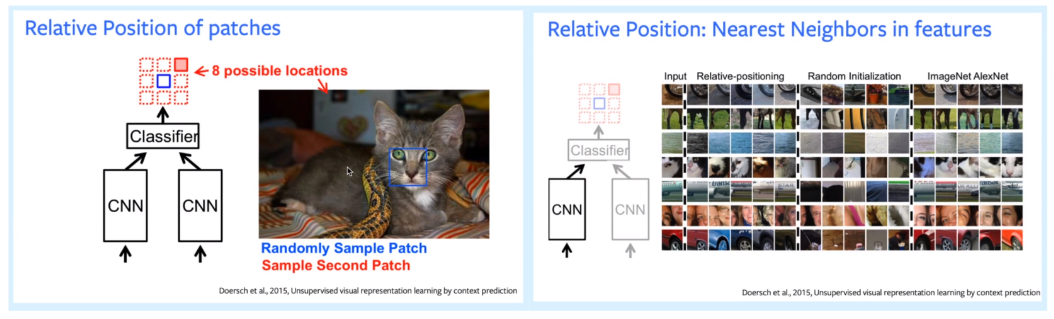 Relative Position of patches
8 possible locations
Classifier
CNN CNN
Randomly Sample Patch
Sample Second Patch
Doersch et al., 2015, Unsupervised visual representation learning by context prediction
Relative Position: Nearest Neighbors in features
Input Relative-positioning Random Initialization ImageNet AlexNet
Classifier
CNN CNN
Doersch et al., 2015, Unsupervised visual representation learning by context prediction